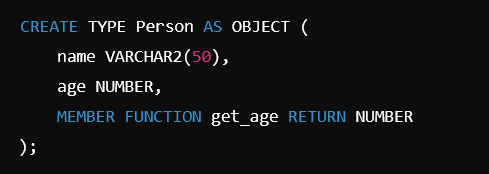 CREATE TYPE Person AS OBJECT (
    name VARCHAR2(50),
    age NUMBER,
    MEMBER FUNCTION get_age RETURN NUMBER
);